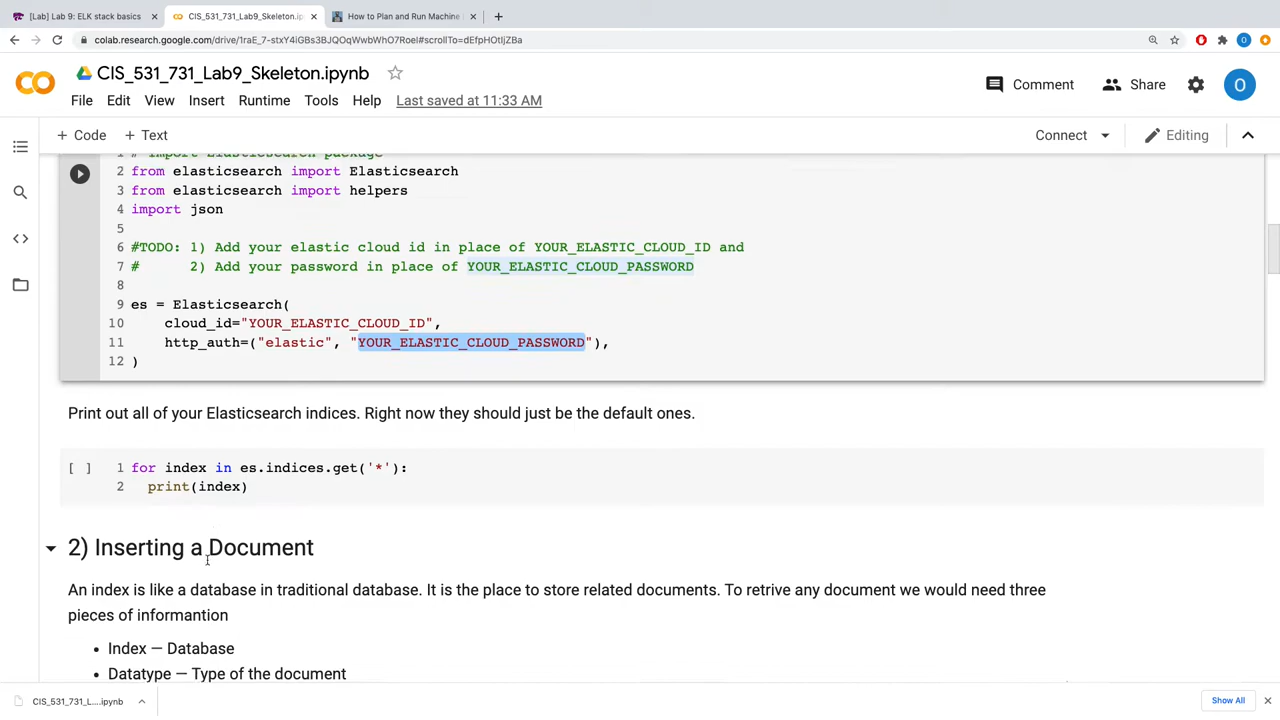 [Lab] Lab 9: ELK stack basics
CIS_531_731_Lab9_Skeleton.ip
How to Plan and Run Machine
colab.research.google.com/drive/1raE_7-stxY4iGBs3BJQOqWwbWhO7Roel#scrollTo=dEfpHOtIjZBa
CIS_531_731_Lab9_Skeleton.ipynb
Comment
Share
O
File Edit View Insert Runtime Tools Help Last saved at 11:33 AM
+ Code + Text
Connect
Editing
1 # import Elasticsearch package
2 from elasticsearch import Elasticsearch
3 from elasticsearch import helpers
4 import json
5
6 #TODO: 1) Add your elastic cloud id in place of YOUR_ELASTIC_CLOUD_ID and
7 # 2) Add your password in place of YOUR_ELASTIC_CLOUD_PASSWORD
8
9 es = Elasticsearch(
10 cloud_id="YOUR_ELASTIC_CLOUD_ID",
11 http_auth=("elastic", "YOUR_ELASTIC_CLOUD_PASSWORD"),
12 )
Print out all of your Elasticsearch indices. Right now they should just be the default ones.
[ ] 1 for index in es.indices.get('*'):
2 print(index)
2) Inserting a Document
An index is like a database in traditional database. It is the place to store related documents. To retrive any document we would need three
pieces of informantion
• Index — Database
• Datatype — Type of the document
CIS_531_731_L....ipynb
Show All